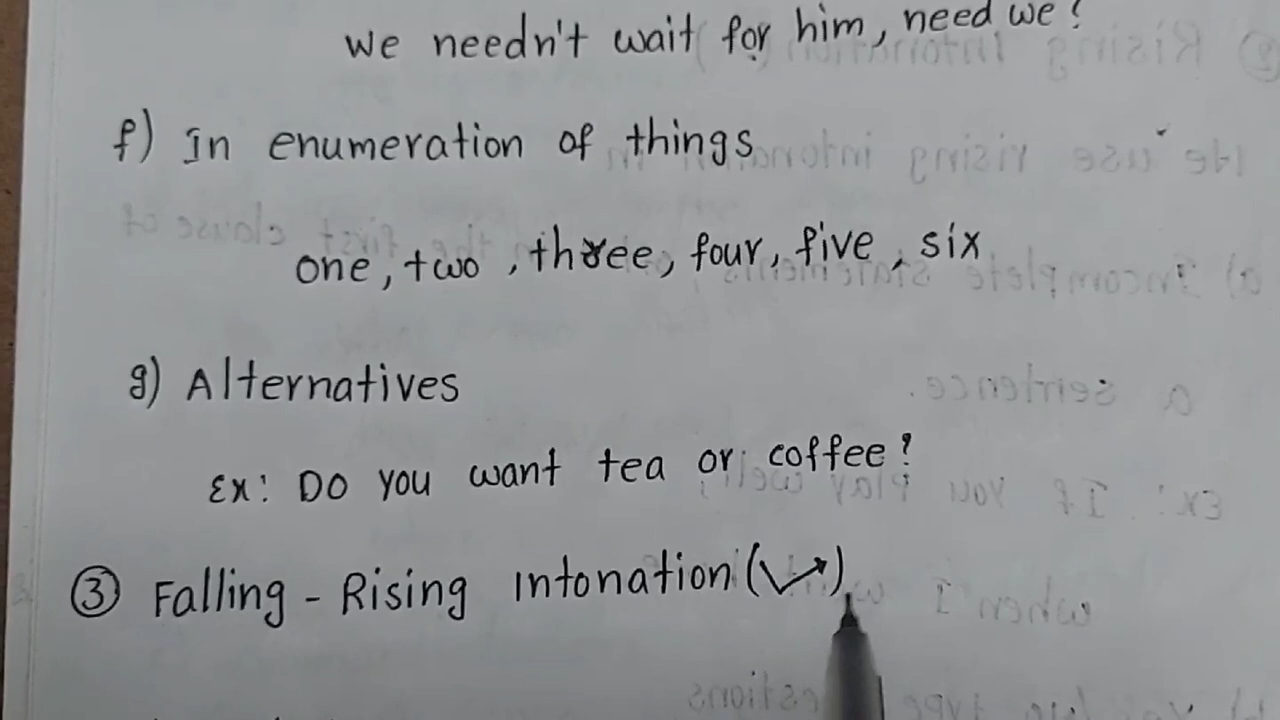 we needn't wait for him, need we?
f) In enumeration of things
one, two, three, four, five, six
g) Alternatives
Ex: Do you want tea or coffee?
③ Falling - Rising Intonation (↘↗)